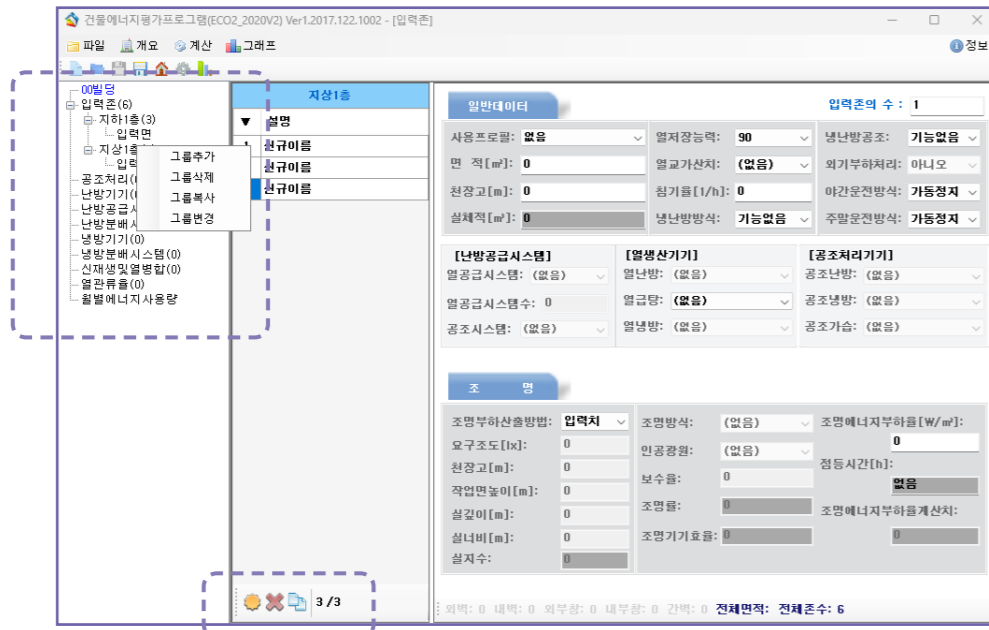 건물에너지평가프로그램(ECO2_2020V2) Ver1.2017.122.1002 - [입력존]
파일 개요 계산 그래프 정보
00빌딩
입력존(6)
지하1층(3)
입력면
지상1층
입력
공조처리(
난방기기(
난방공급시
난방분배시
냉방기기(0)
냉방분배시스템(0)
신재생및열병합(0)
열관류율(0)
월별에너지사용량
그룹추가
그룹삭제
그룹복사
그룹변경
지상1층
▼ 설명
신규이름
신규이름
신규이름
3 /3
일반데이터 입력존의 수 : 1
사용프로필: 없음 열저장능력: 90 냉난방공조: 기능없음
면 적[㎡]: 0 열교가산치: (없음) 외기부하처리: 아니오
천장고[m]: 0 침기율[1/h]: 0 야간운전방식: 가동정지
실체적[㎥]: 0 냉난방방식: 기능없음 주말운전방식: 가동정지
[난방공급시스템] [열생산기기] [공조처리기기]
열공급시스템: (없음) 열난방: (없음) 공조난방: (없음)
열공급시스템수: 0 열급탕: (없음) 공조냉방: (없음)
공조시스템: (없음) 열냉방: (없음) 공조가습: (없음)
조 명
조명부하산출방법: 입력치 조명방식: (없음) 조명에너지부하율[W/㎡]:
요구조도[lx]: 0 인공광원: (없음) 0
천장고[m]: 0 보수율: 0 점등시간[h]:
작업면높이[m]: 0 없음
실깊이[m]: 0 조명률: 0 조명에너지부하율계산치:
실너비[m]: 0 조명기기효율: 0 0
실지수: 0
외벽: 0 내벽: 0 외부창: 0 내부창: 0 간벽: 0 전체면적: 전체존수: 6